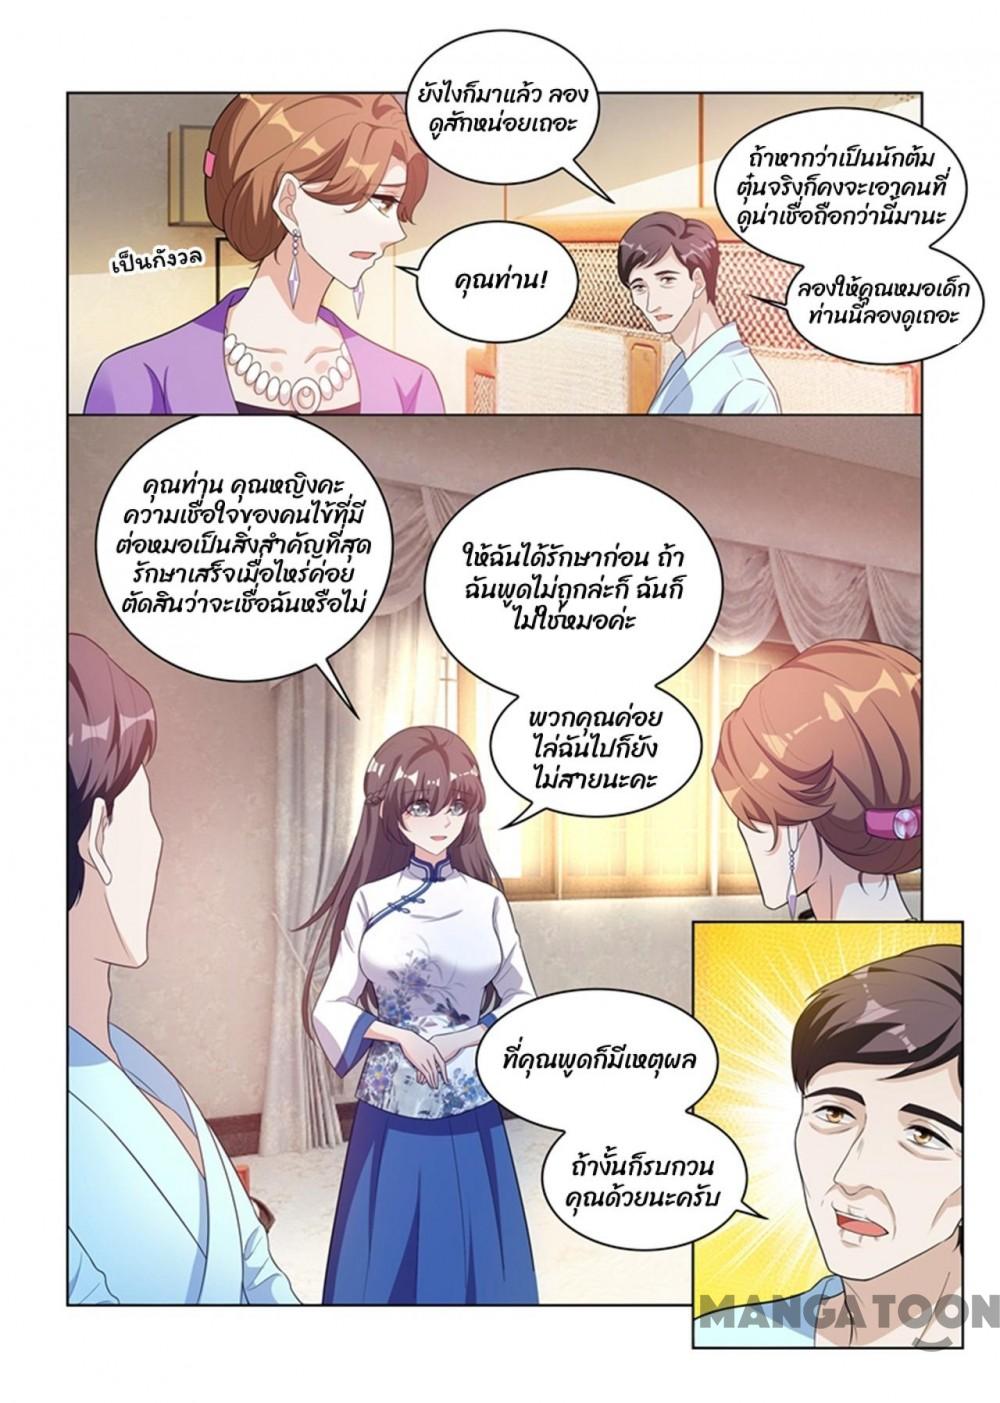 ยังไงก็มาแล้ว ลอง
ดูสักหน่อยเถอะ
ถ้าหากว่าเป็นนักต้ม
ตุ๋นจริงก็คงจะเอาคนที่
ดูน่าเชื่อถือกว่านี้มานะ
เป็นกังวล
คุณท่าน!
ลองให้คุณหมอเด็ก
ท่านนี้ลองดูเถอะ
คุณท่าน คุณหญิงคะ
ความเชื่อใจของคนไข้ที่มี
ต่อหมอเป็นสิ่งสำคัญที่สุด
รักษาเสร็จเมื่อไหร่ค่อย
ตัดสินว่าจะเชื่อฉันหรือไม่
ให้ฉันได้รักษาก่อน ถ้า
ฉันพูดไม่ถูกล่ะก็ ฉันก็
ไม่ใช่หมอค่ะ
พวกคุณค่อย
ไล่ฉันไปก็ยัง
ไม่สายนะคะ
ที่คุณพูดก็มีเหตุผล
ถ้างั้นก็รบกวน
คุณด้วยนะครับ
MANGATOON